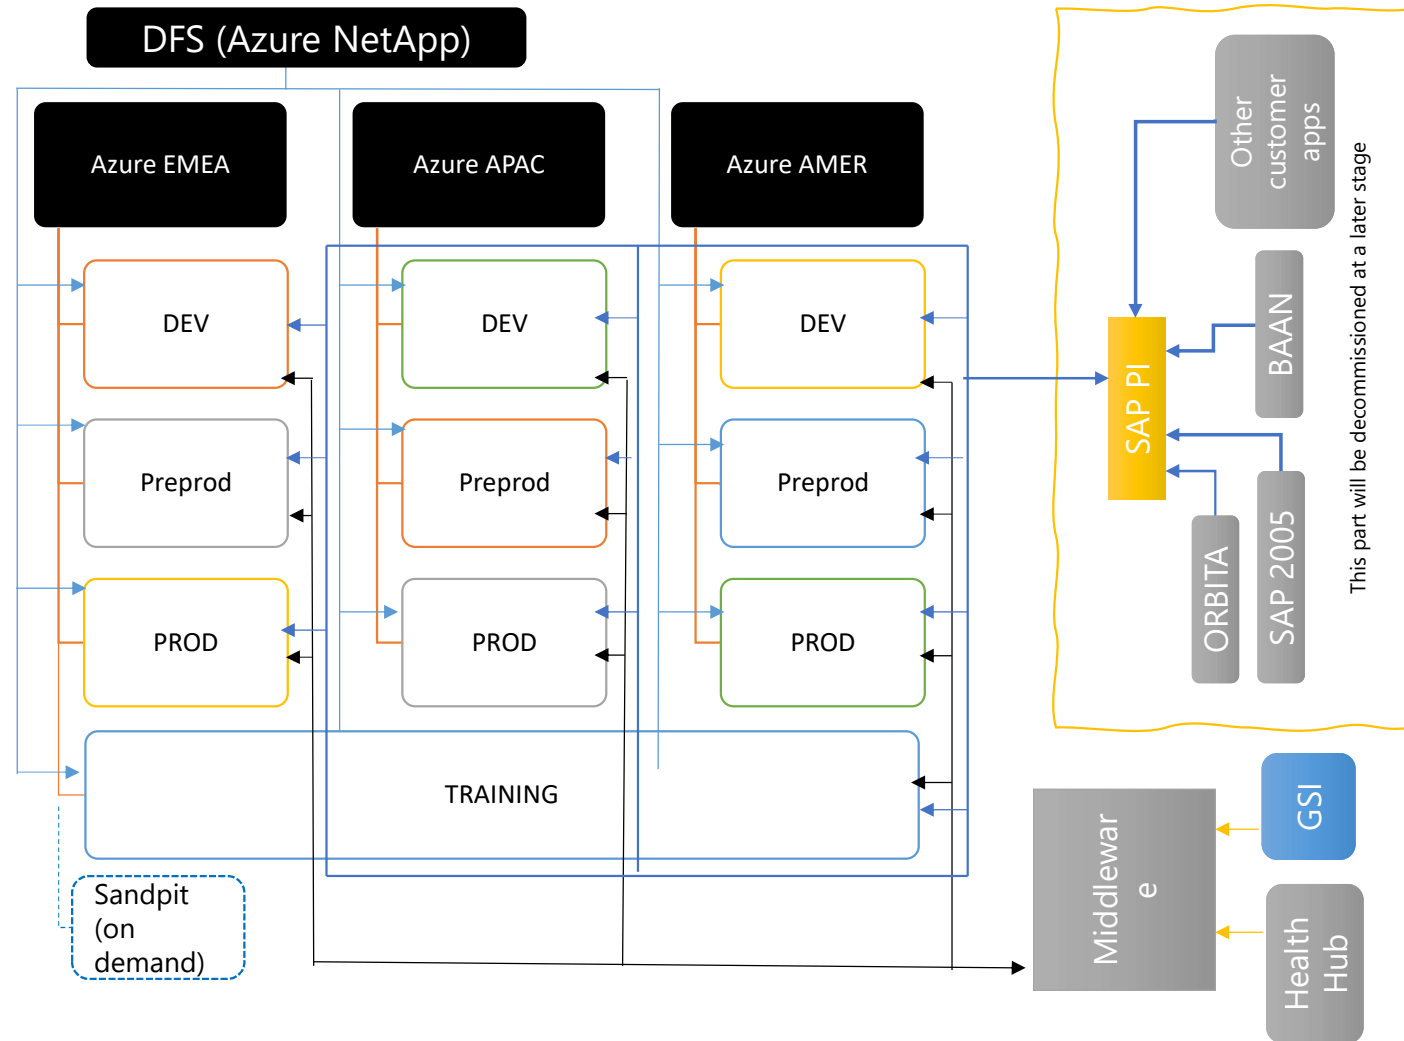 DFS (Azure NetApp)
Azure EMEA
Azure APAC
Azure AMER
DEV
DEV
DEV
Preprod
Preprod
Preprod
PROD
PROD
PROD
TRAINING
Sandpit
(on
demand)
Other
customer
apps
BAAN
SAP PI
SAP 2005
ORBITA
This part will be decommissioned at a later stage
Middlewar
e
GSI
Health
Hub